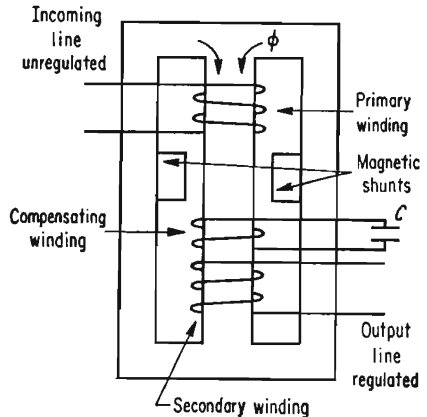 Incoming
line
unregulated
ϕ
Primary
winding
Magnetic
shunts
Compensating
winding
C
Output
line
regulated
Secondary winding